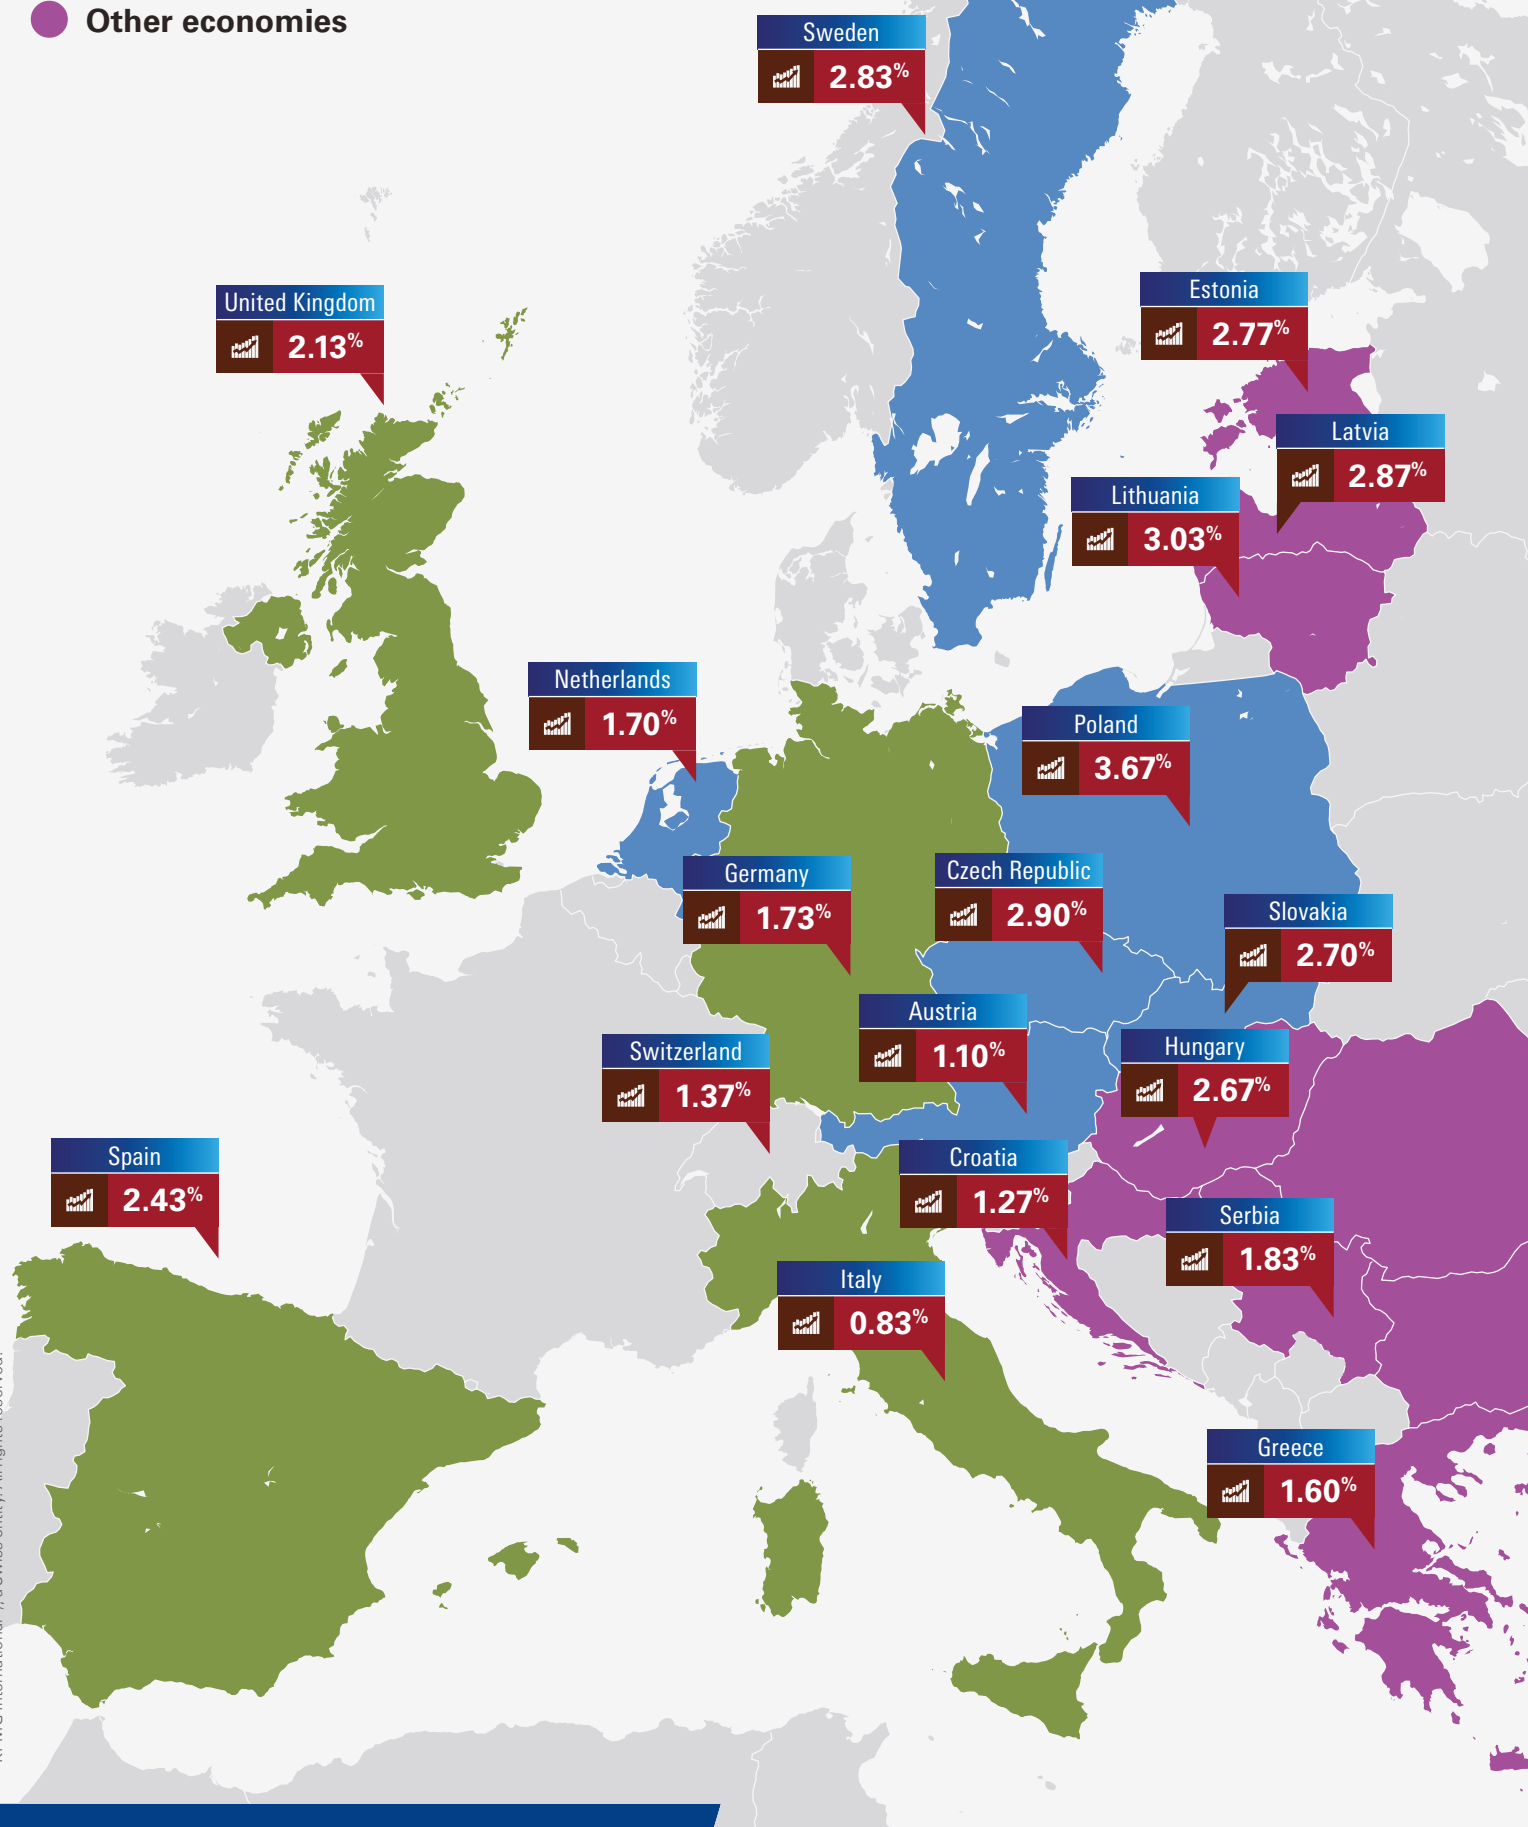 Other economies
Sweden
2.83%
United Kingdom
2.13%
Estonia
2.77%
Latvia
2.87%
Lithuania
3.03%
Netherlands
1.70%
Poland
3.67%
Germany
1.73%
Czech Republic
2.90%
Slovakia
2.70%
Austria
1.10%
Switzerland
1.37%
Hungary
2.67%
Spain
2.43%
Croatia
1.27%
Serbia
1.83%
Italy
0.83%
Greece
1.60%